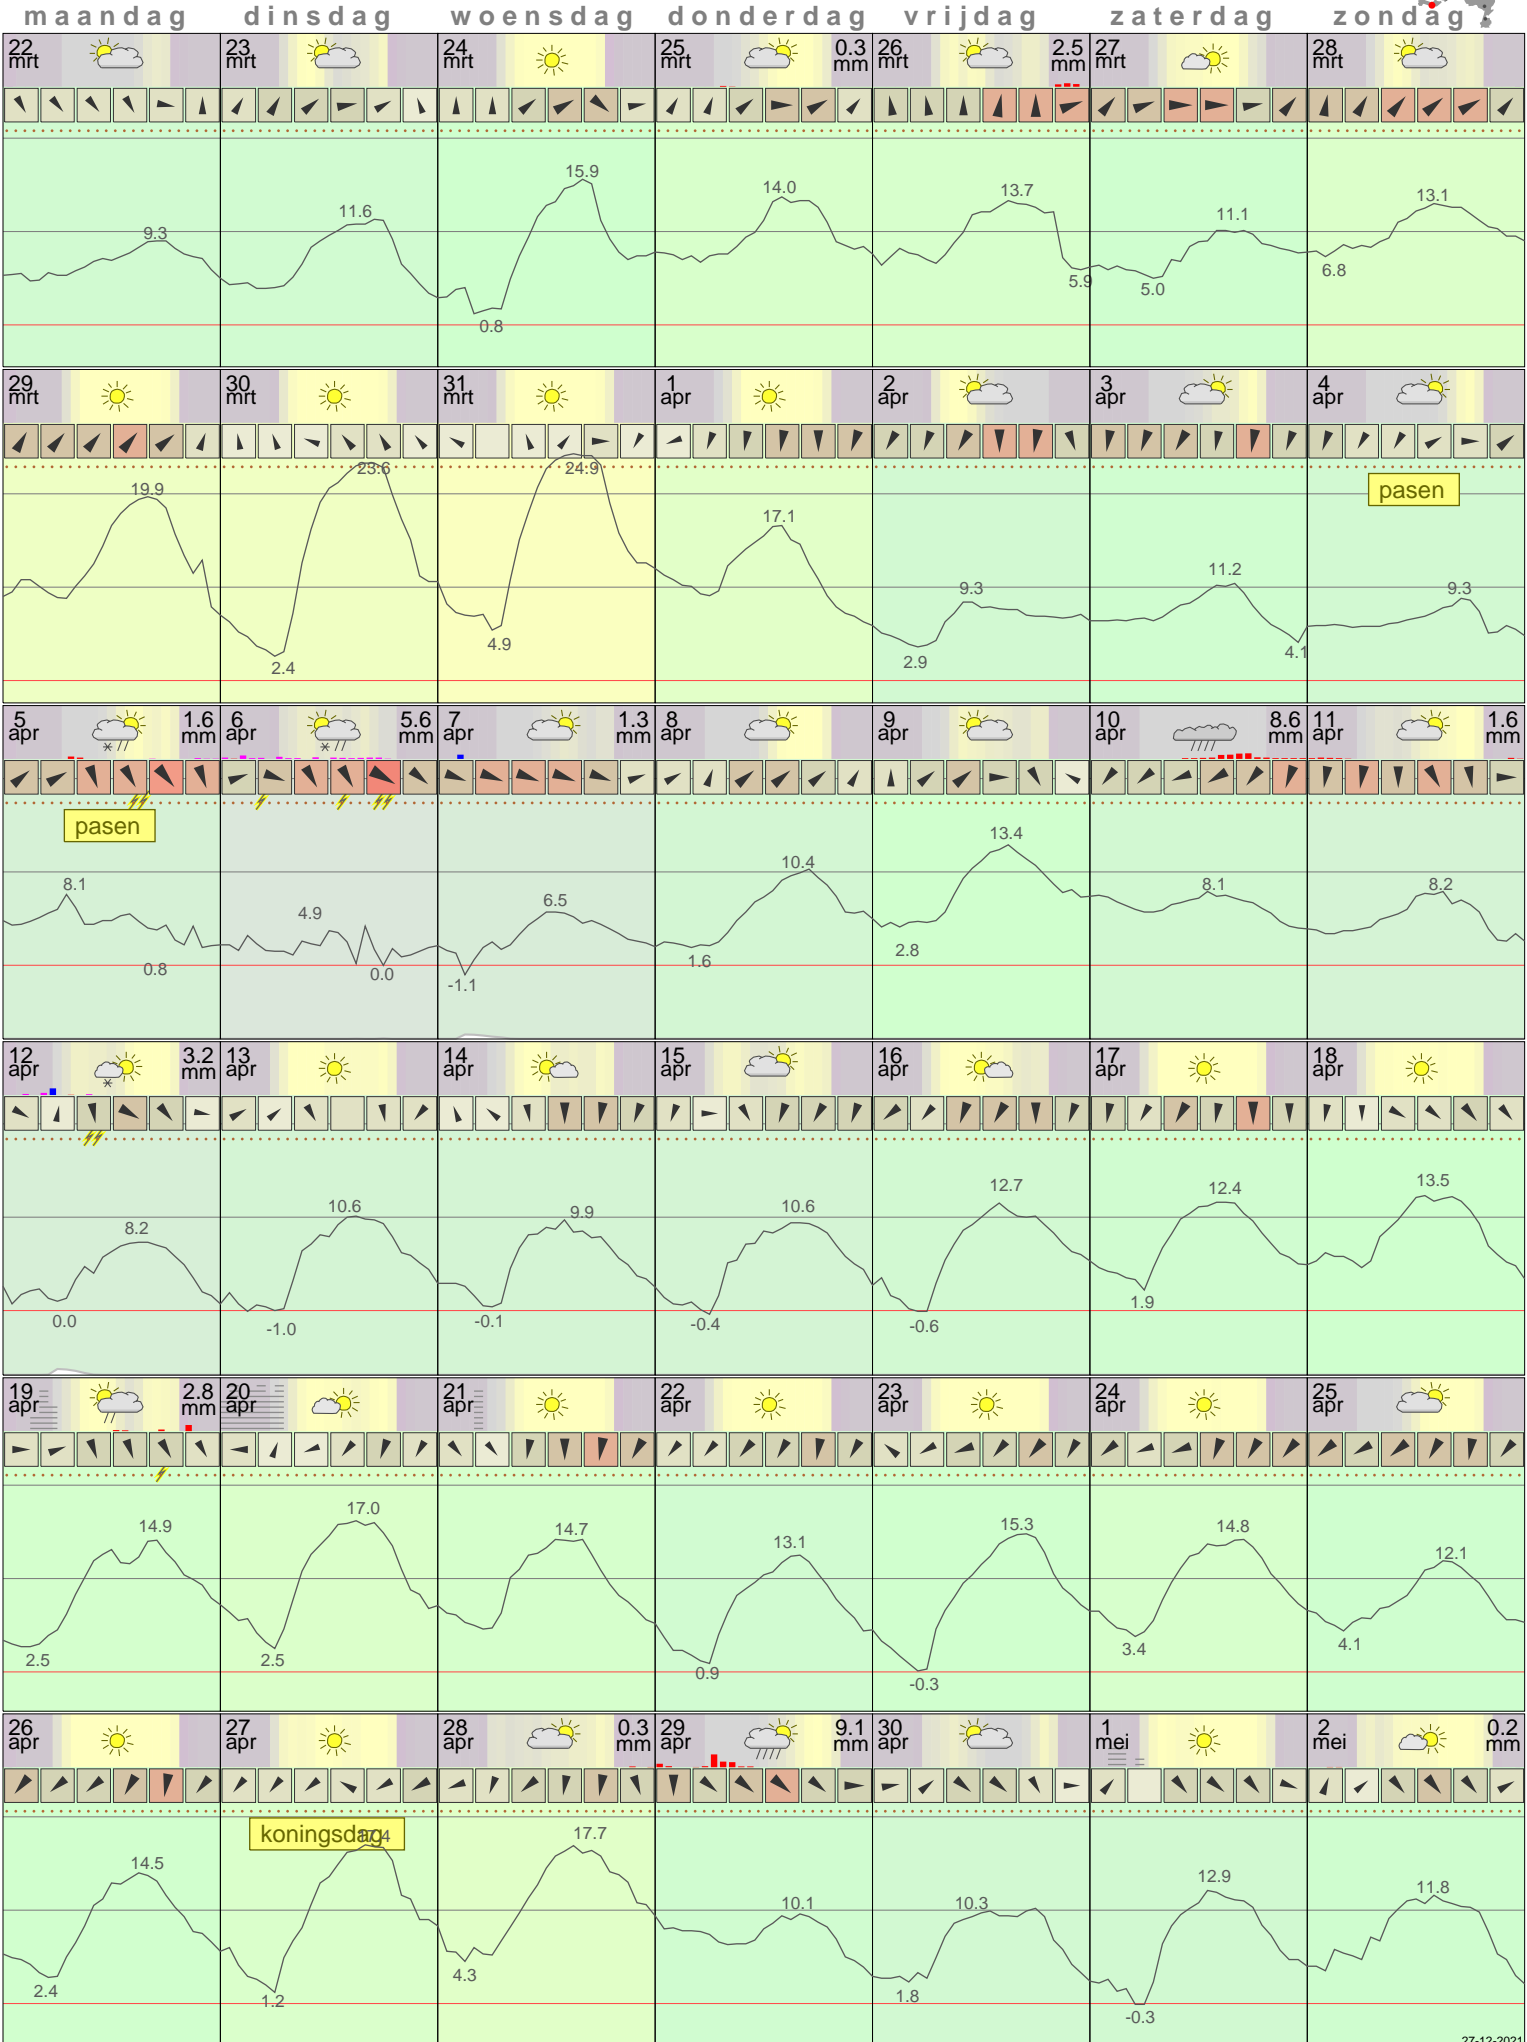 maandag dinsdag woensdag donderdag vrijdag zaterdag zondag
22 23 24 25 0.3 26 2.5 27 28
mrt mrt mrt mrt mm mrt mm mrt mrt
9.3 11.6 15.9 0.8 14.0 13.7 5.9 5.0 11.1 6.8 13.1
29 30 31 1 2 3 4
mrt mrt mrt apr apr apr apr
pasen
19.9 2.4 23.6 4.9 24.9 17.1 2.9 9.3 11.2 4.1 9.3
5 1.6 6 5.6 7 1.3 8 9 10 8.6 11 1.6
apr mm apr mm apr mm apr apr apr mm apr mm
pasen
8.1 0.8 4.9 0.0 -1.1 6.5 1.6 10.4 2.8 13.4 8.1 8.2
12 3.2 13 14 15 16 17 18
apr mm apr apr apr apr apr apr
0.0 8.2 -1.0 10.6 -0.1 9.9 -0.4 10.6 -0.6 12.7 1.9 12.4 13.5
19 2.8 20 21 22 23 24 25
apr mm apr apr apr apr apr apr
2.5 14.9 2.5 17.0 14.7 0.9 13.1 -0.3 15.3 3.4 14.8 4.1 12.1
26 27 28 0.3 29 9.1 30 1 2 0.2
apr apr apr mm apr mm apr mei mei mm
koningsdag
2.4 14.5 1.2 4.3 17.7 10.1 1.8 10.3 -0.3 12.9 11.8
27-12-2021